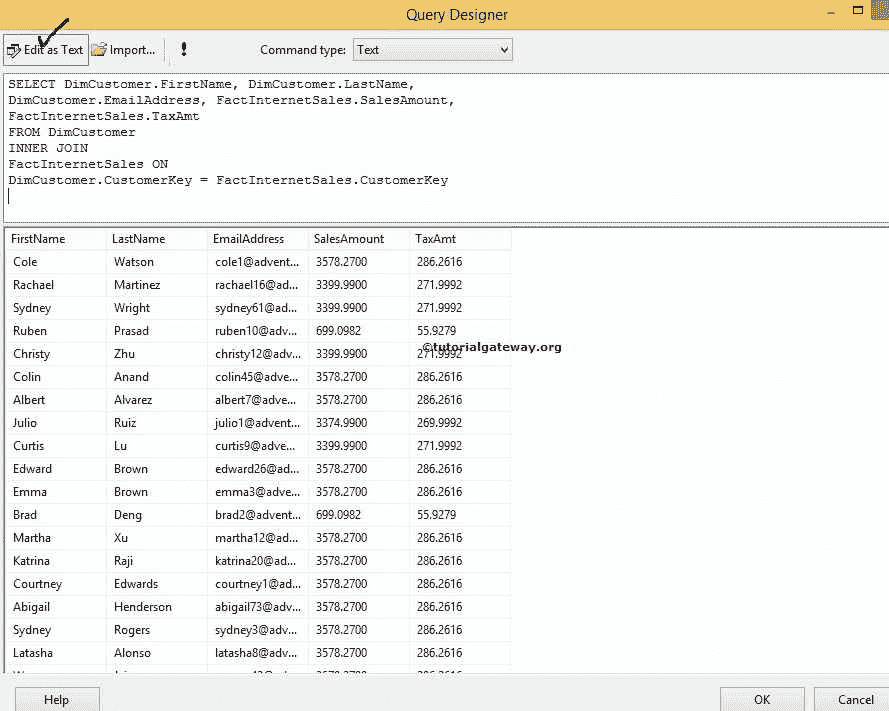 Query Designer
Edit as Text Import... ! Command type: Text
SELECT DimCustomer.FirstName, DimCustomer.LastName,
DimCustomer.EmailAddress, FactInternetSales.SalesAmount,
FactInternetSales.TaxAmt
FROM DimCustomer
INNER JOIN
FactInternetSales ON
DimCustomer.CustomerKey = FactInternetSales.CustomerKey
FirstName LastName EmailAddress SalesAmount TaxAmt
Cole Watson cole1@advent... 3578.2700 286.2616
Rachael Martinez rachael16@ad... 3399.9900 271.9992
Sydney Wright sydney61@ad... 3399.9900 271.9992
Ruben Prasad ruben10@adv... 699.0982 55.9279
©tutorialgateway.org
Christy Zhu christy12@adv... 3399.9900 271.9992
Colin Anand colin45@adve... 3578.2700 286.2616
Albert Alvarez albert7@adve... 3578.2700 286.2616
Julio Ruiz julio1@advent... 3374.9900 269.9992
Curtis Lu curtis9@adve... 3399.9900 271.9992
Edward Brown edward26@ad... 3578.2700 286.2616
Emma Brown emma3@adve... 3578.2700 286.2616
Brad Deng brad2@advent... 699.0982 55.9279
Martha Xu martha12@ad... 3578.2700 286.2616
Katrina Raji katrina20@ad... 3578.2700 286.2616
Courtney Edwards courtney1@ad... 3578.2700 286.2616
Abigail Henderson abigail73@adv... 3578.2700 286.2616
Sydney Rogers sydney3@adv... 3578.2700 286.2616
Latasha Alonso latasha8@adve... 3578.2700 286.2616
Help OK Cancel